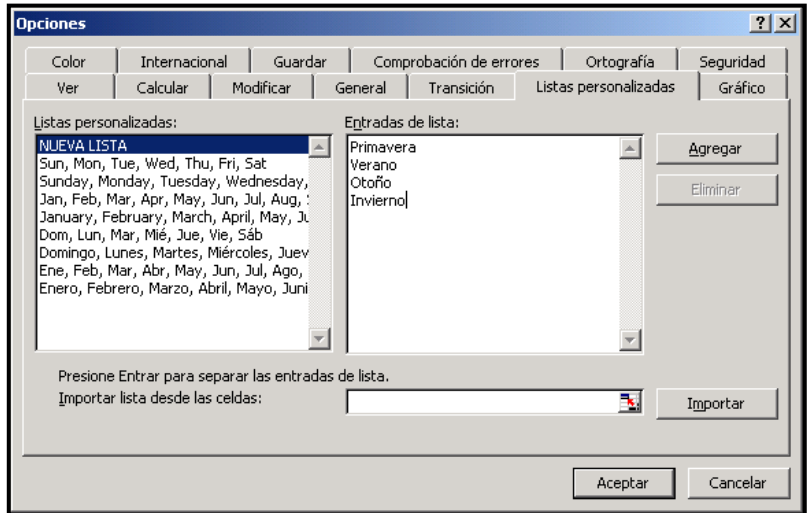 Opciones
Color Internacional Guardar Comprobación de errores Ortografía Seguridad
Ver Calcular Modificar General Transición Listas personalizadas Gráfico
Listas personalizadas:
NUEVA LISTA
Sun, Mon, Tue, Wed, Thu, Fri, Sat
Sunday, Monday, Tuesday, Wednesday,
Jan, Feb, Mar, Apr, May, Jun, Jul, Aug,
January, February, March, April, May,
Dom, Lun, Mar, Mié, Jue, Vie, Sáb
Domingo, Lunes, Martes, Miércoles,
Ene, Feb, Mar, Abr, May, Jun, Jul, Ago,
Enero, Febrero, Marzo, Abril, Mayo,
Entradas de lista:
Primavera
Verano
Otoño
Invierno
Agregar
Eliminar
Presione Entrar para separar las entradas de lista.
Importar lista desde las celdas:
Importar
Aceptar Cancelar